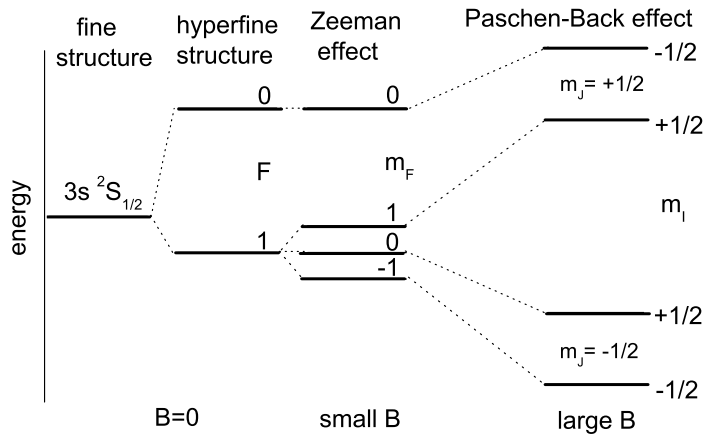 fine
structure
hyperfine
structure
Zeeman
effect
Paschen-Back effect
energy
3s ²S₁/₂
0
F
1
0
m_F
1
0
-1
-1/2
m_J= +1/2
+1/2
m_I
+1/2
m_J= -1/2
-1/2
B=0
small B
large B